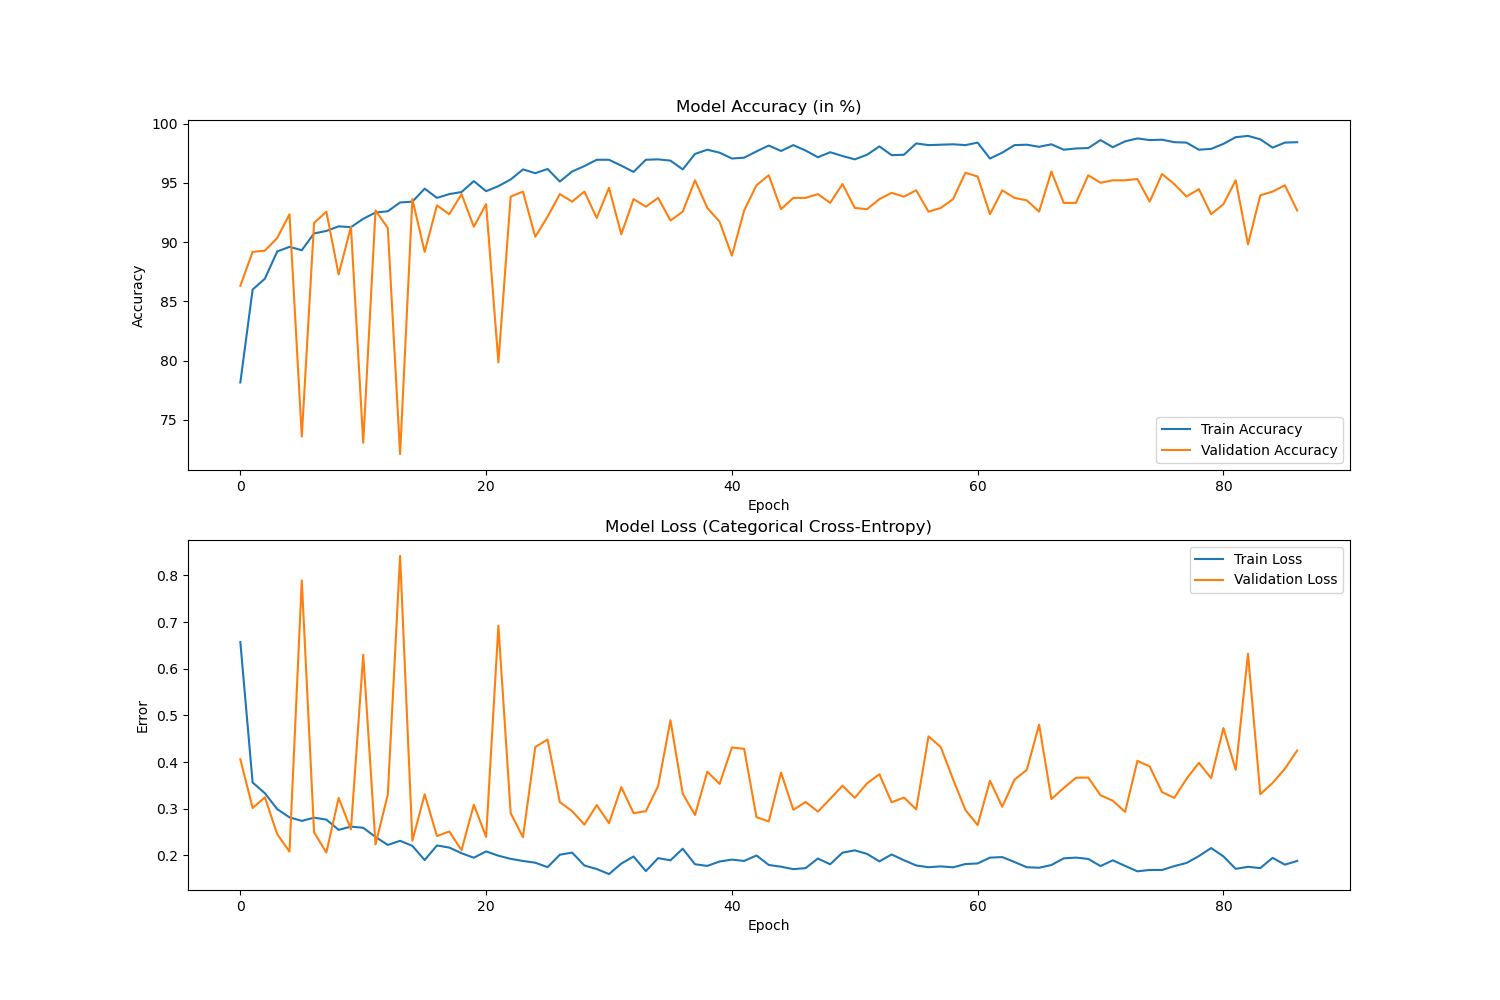 Model Accuracy (in %)
100
95
90
85
80
75
Accuracy
Train Accuracy
Validation Accuracy
0 20 40 60 80
Epoch
Model Loss (Categorical Cross-Entropy)
0.8
0.7
0.6
0.5
0.4
0.3
0.2
Error
Train Loss
Validation Loss
0 20 40 60 80
Epoch